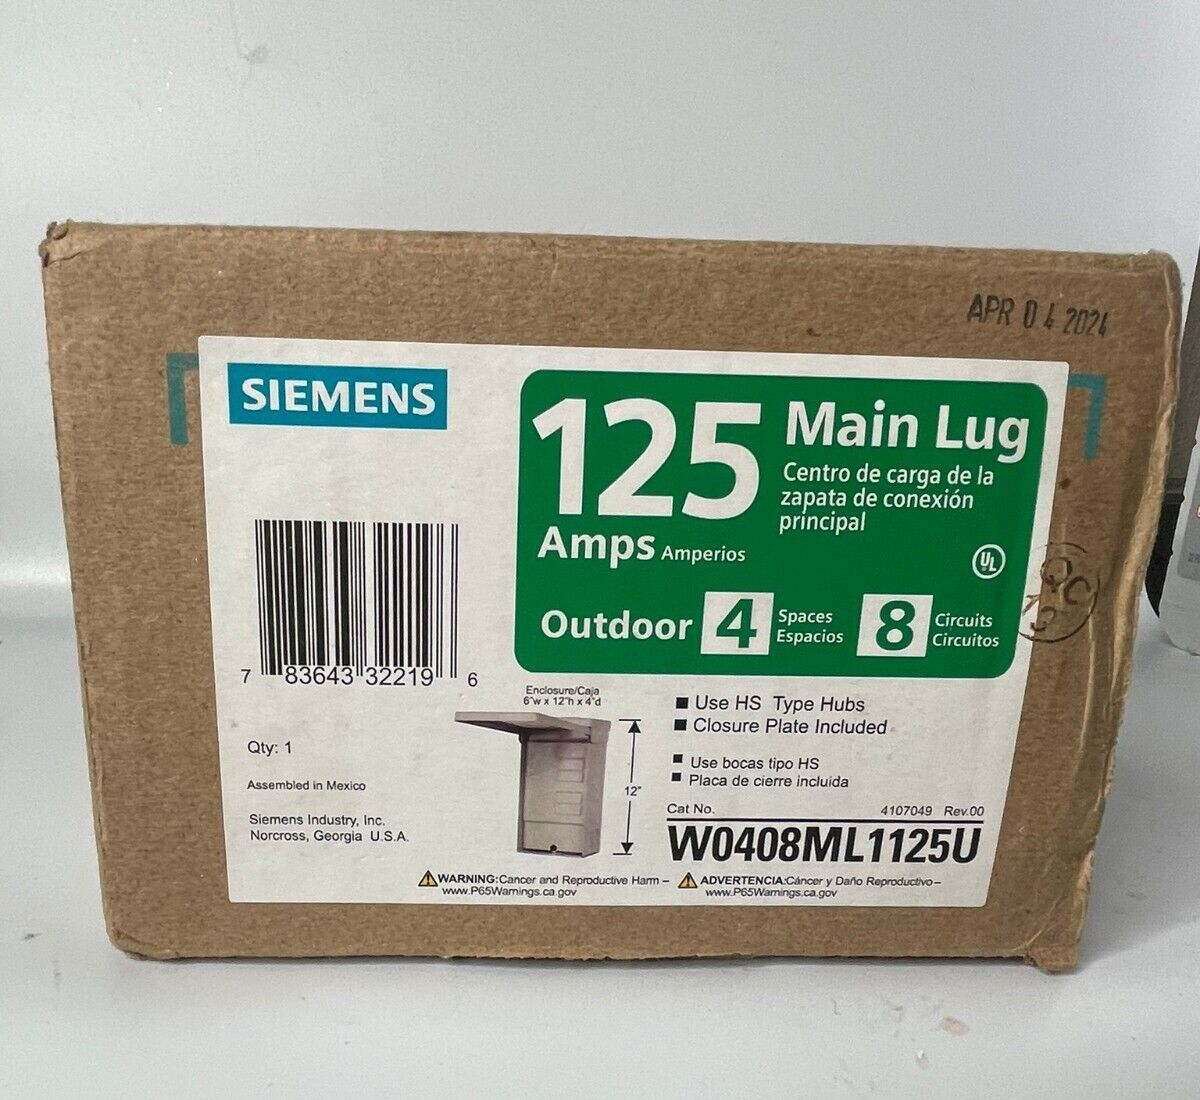 APR 04 2024
SIEMENS
125
Amps Amperios
Main Lug
Centro de carga de la
zapata de conexión
principal
UL
Outdoor 4 Spaces Espacios 8 Circuits Circuitos
7 83643 32219 6
Qty: 1
Assembled in Mexico
Siemens Industry, Inc.
Norcross, Georgia U.S.A.
Enclosure/Caja
6"w x 12"h x 4"d
12"
■ Use HS Type Hubs
■ Closure Plate Included
■ Use bocas tipo HS
■ Placa de cierre incluida
Cat No. 4107049 Rev.00
W0408ML1125U
WARNING:Cancer and Reproductive Harm –
www.P65Warnings.ca.gov
ADVERTENCIA:Cáncer y Daño Reproductivo–
www.P65Warnings.ca.gov